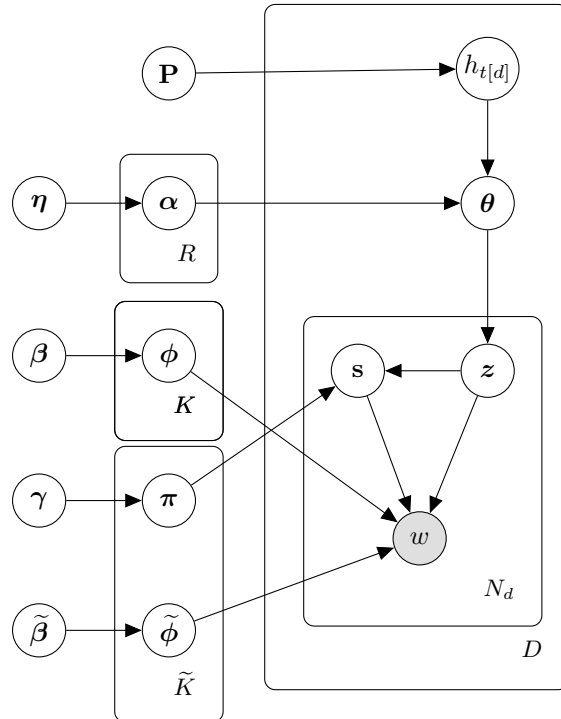 P h_{t[d]}
η α θ
R
β φ s z
K
γ π
w
N_d
β̃ φ̃ D
K̃